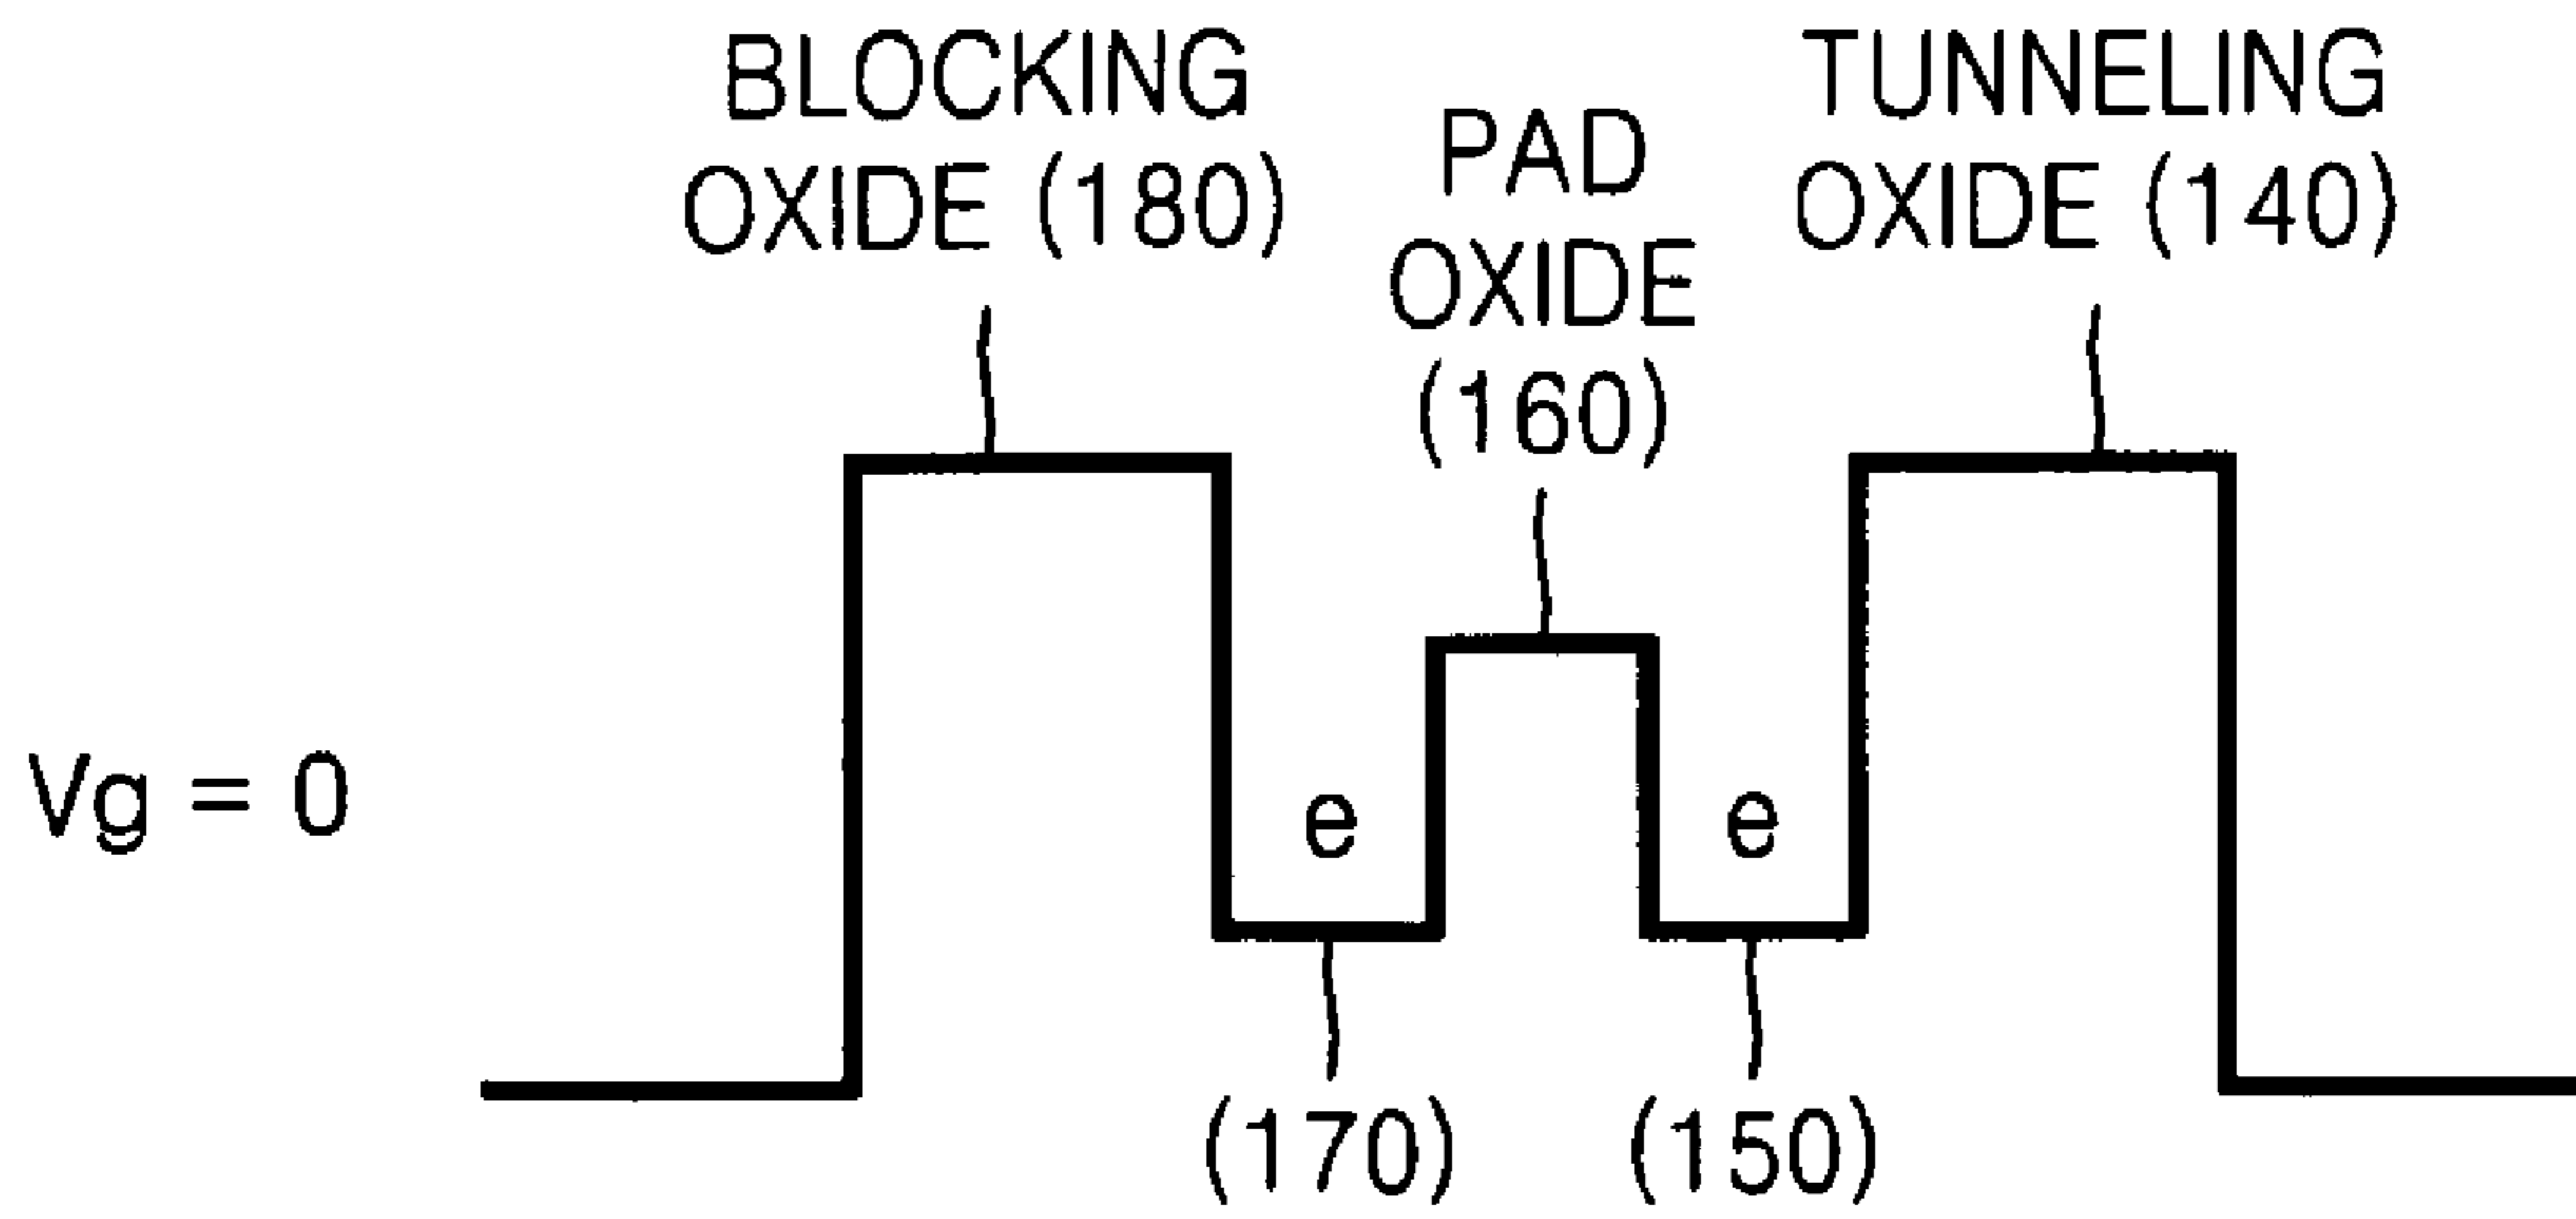 BLOCKING
OXIDE (180)
PAD
OXIDE
(160)
TUNNELING
OXIDE (140)
Vg = 0
e
e
(170)
(150)